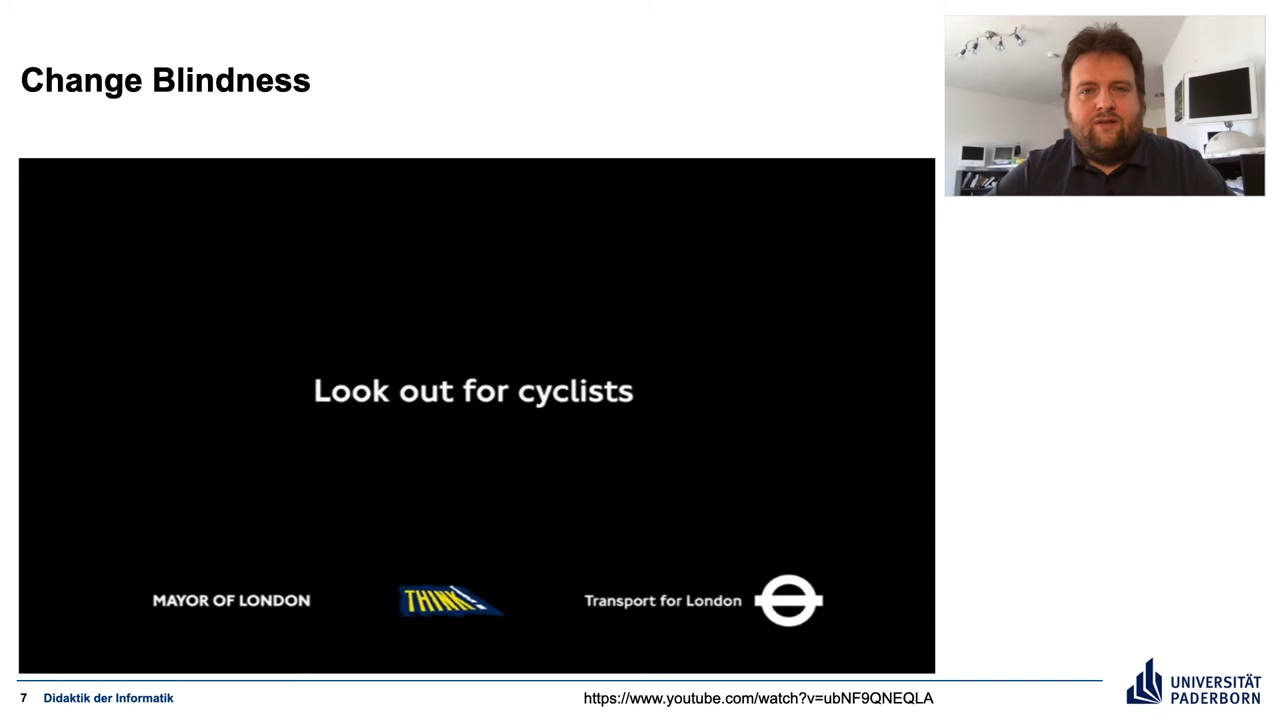 Change Blindness
Look out for cyclists
MAYOR OF LONDON
THINK!
Transport for London
7 Didaktik der Informatik
https://www.youtube.com/watch?v=ubNF9QNEQLA
UNIVERSITÄT
PADERBORN